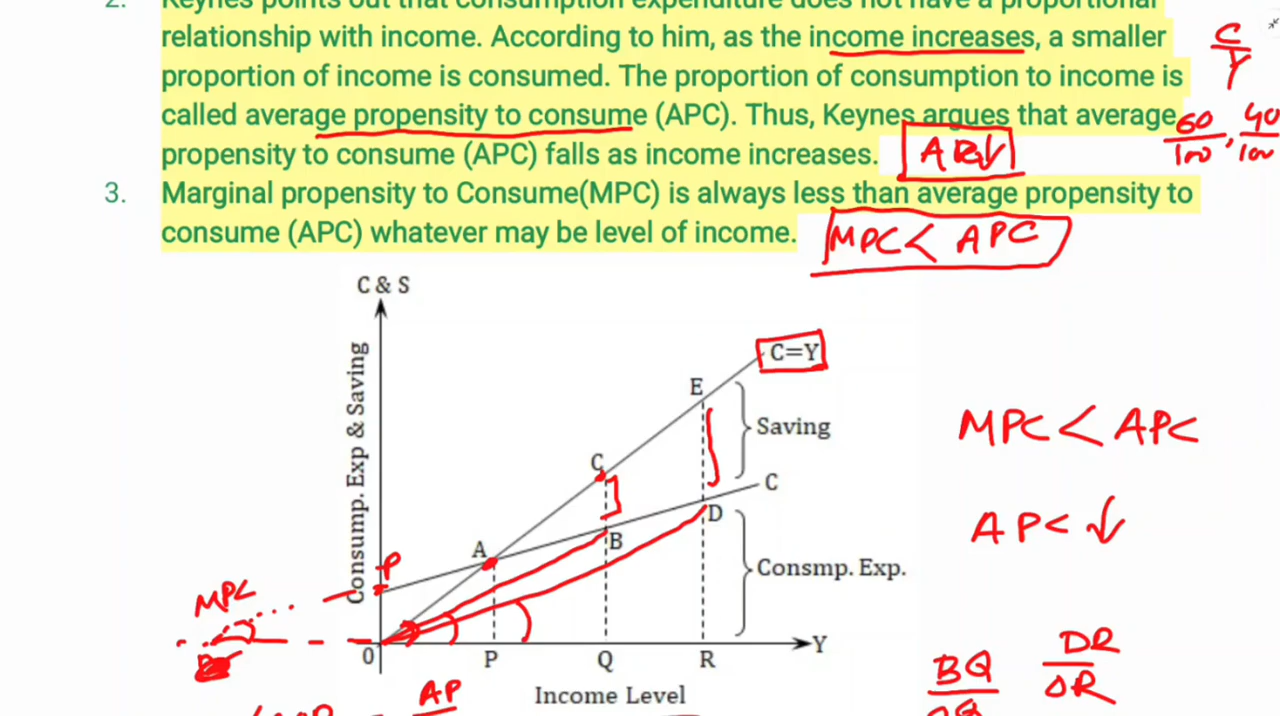 2. Keynes points out that consumption expenditure does not have a proportional
relationship with income. According to him, as the income increases, a smaller
proportion of income is consumed. The proportion of consumption to income is
called average propensity to consume (APC). Thus, Keynes argues that average
propensity to consume (APC) falls as income increases.
C/Y
60/100, 40/100
3. Marginal propensity to Consume(MPC) is always less than average propensity to
consume (APC) whatever may be level of income.
MPC < APC
C & S
Consump. Exp & Saving
C=Y
E
Saving
MPC < APC
C
C
D
A
B
APC ↓
P
Consmp. Exp.
MPC
0
P
Q
R
Y
Income Level
AP
BQ
DR/OR